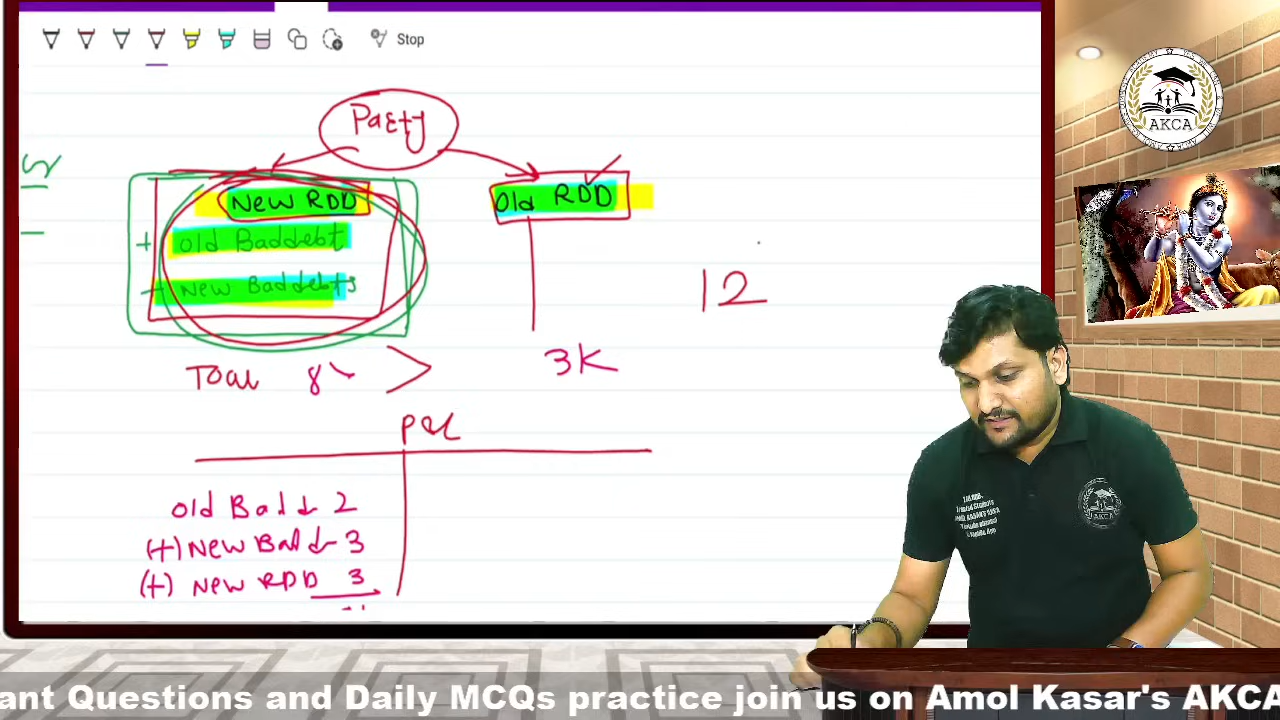 Stop
Party
New RDD
Old RDD
+ old Baddebt
+ New Baddebts
12
Total 8 > 3K
P&L
old Bad 2
(+) New Bad 3
(+) New RDD 3
AKCA
AKCA
ant Questions and Daily MCQs practice join us on Amol Kasar's AKCA